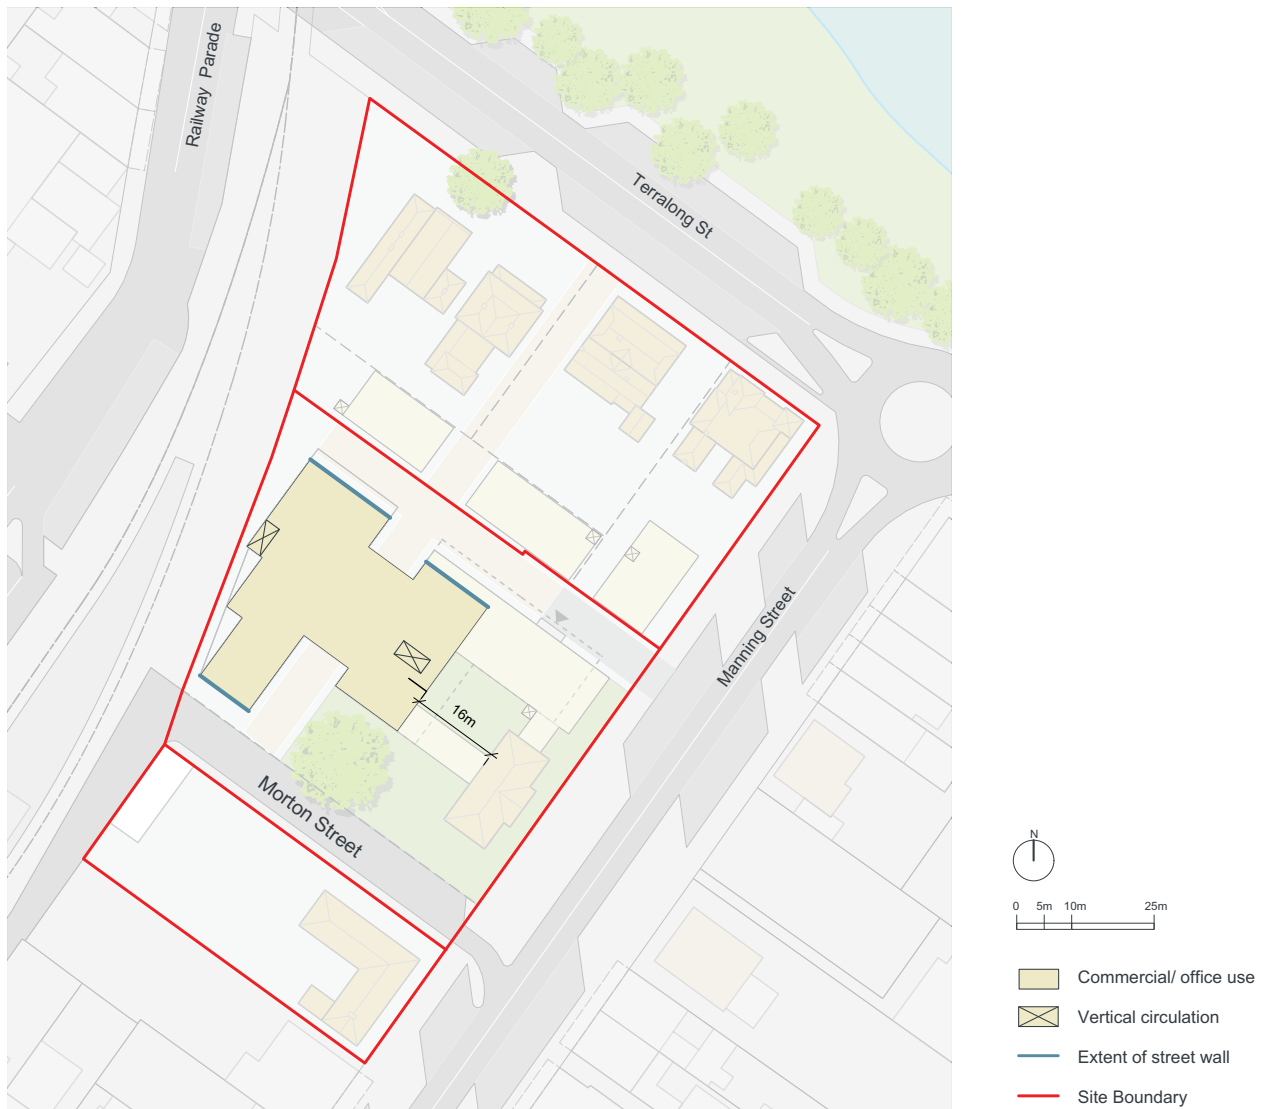 Railway Parade
Terralong St
Manning Street
16m
Morton Street
N
0 5m 10m 25m
Commercial/ office use
Vertical circulation
Extent of street wall
Site Boundary